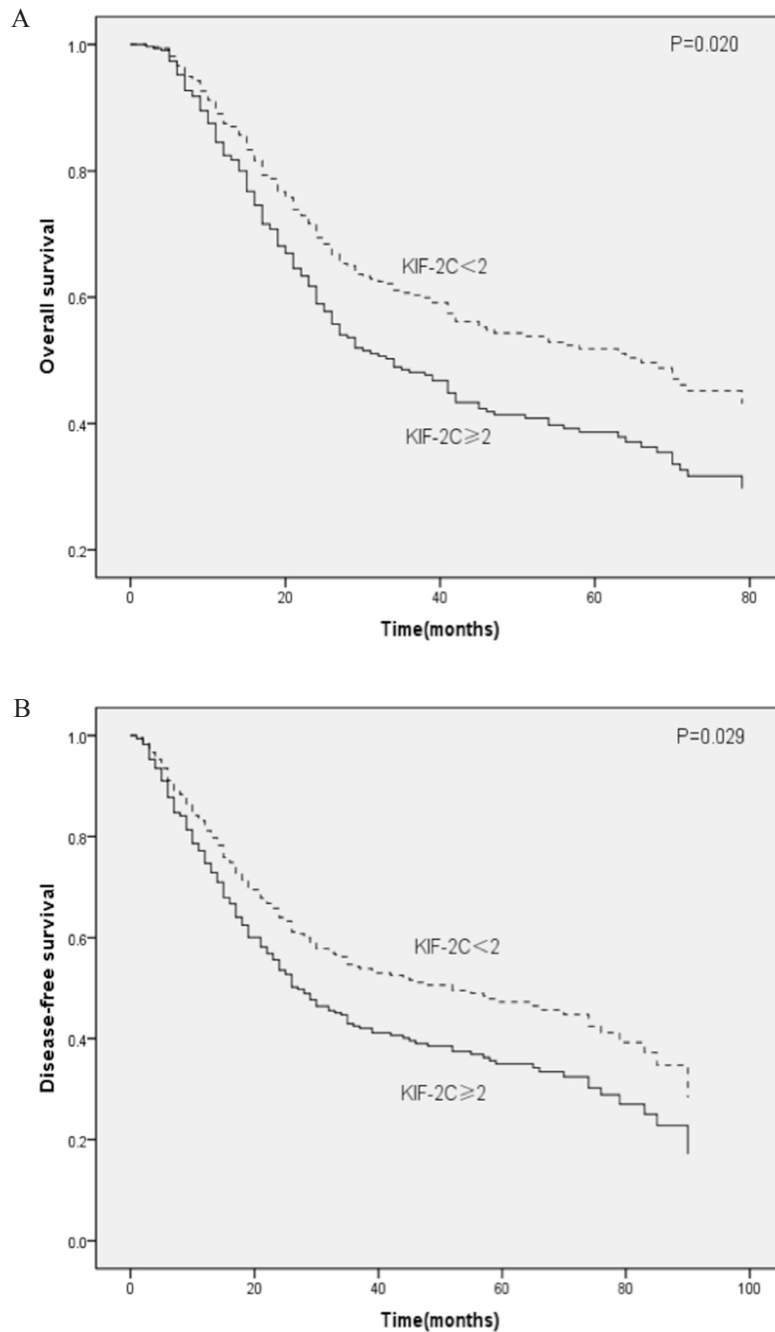 A
P=0.020
1.0
0.8
0.6
0.4
0.2
Overall survival
KIF-2C<2
KIF-2C⩾2
0 20 40 60 80
Time(months)
B
P=0.029
1.0
0.8
0.6
0.4
0.2
0.0
Disease-free survival
KIF-2C<2
KIF-2C⩾2
0 20 40 60 80 100
Time(months)